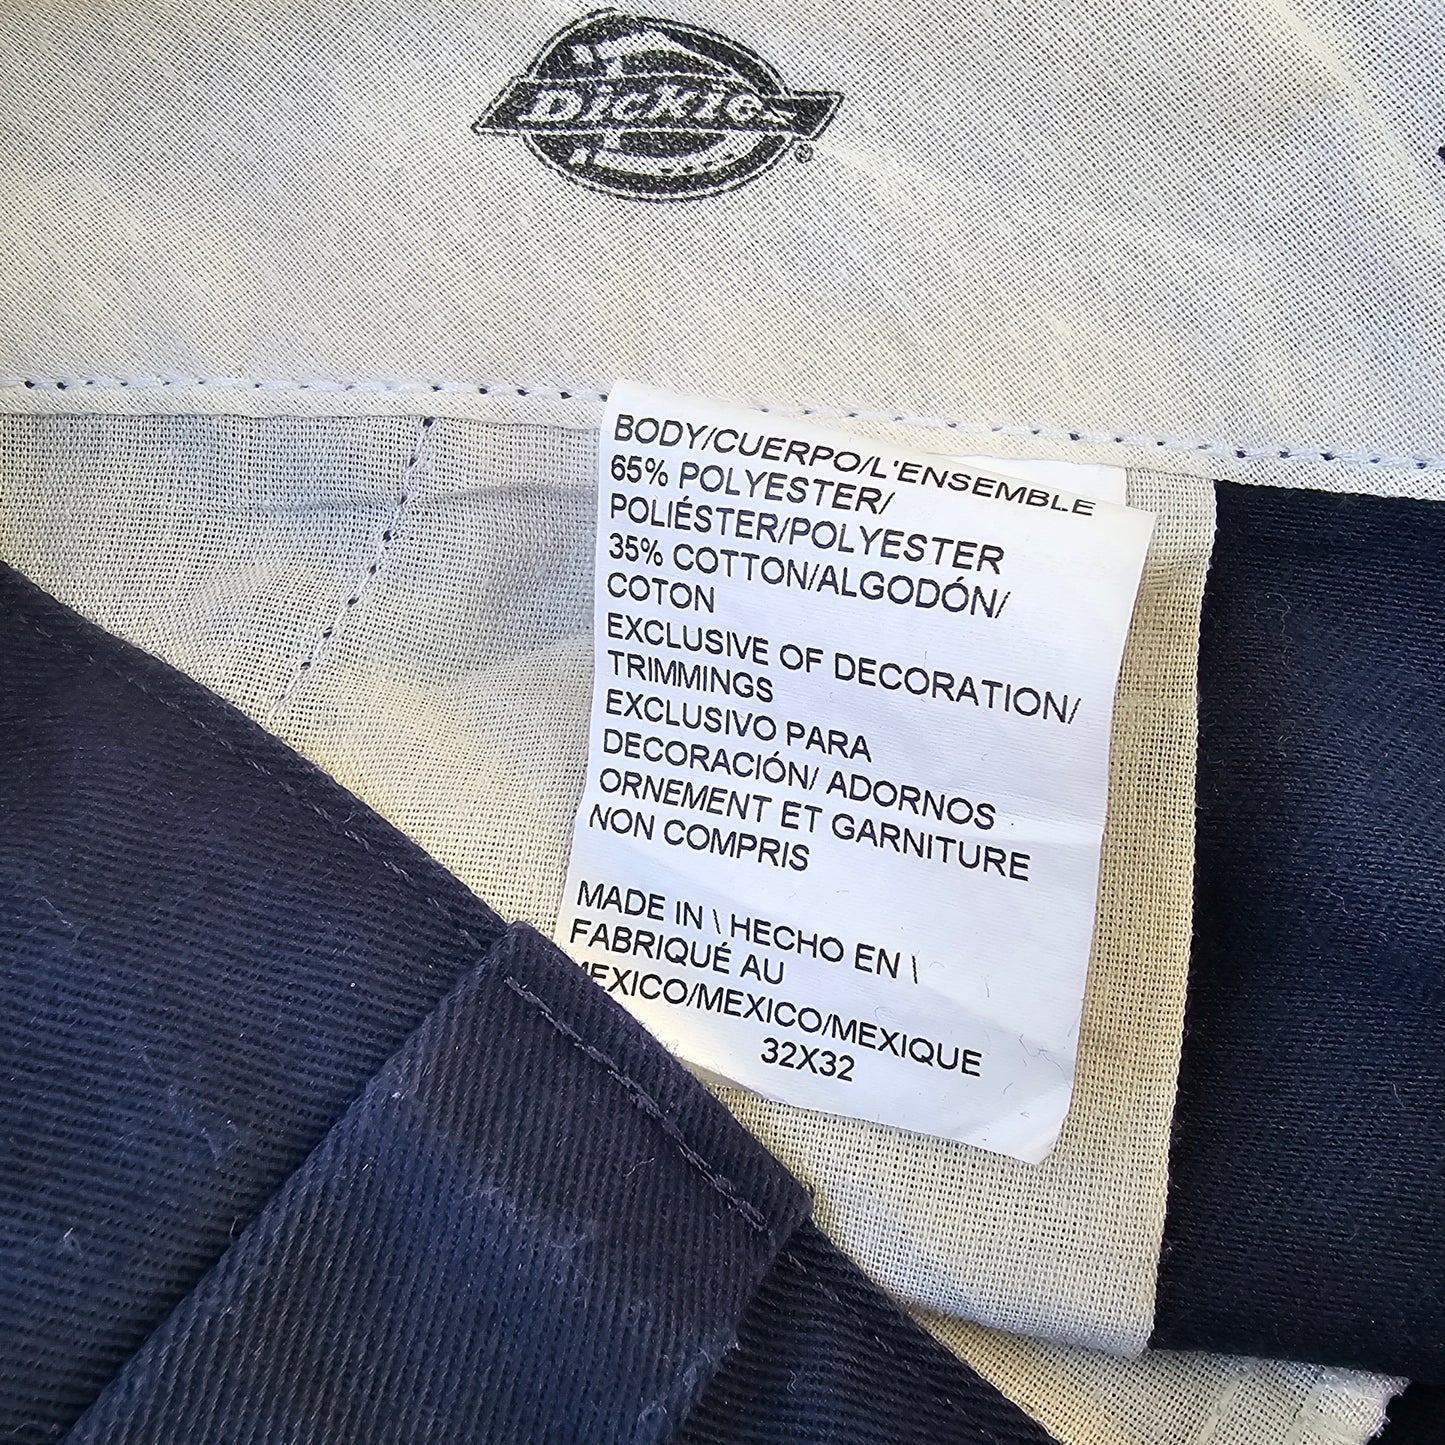 Dickies
®
BODY/CUERPO/L'ENSEMBLE
65% POLYESTER/
POLIÉSTER/POLYESTER
35% COTTON/ALGODÓN/
COTON
EXCLUSIVE OF DECORATION/
TRIMMINGS
EXCLUSIVO PARA
DECORACIÓN/ ADORNOS
ORNEMENT ET GARNITURE
NON COMPRIS
MADE IN \ HECHO EN \
FABRIQUÉ AU
MEXICO/MEXICO/MEXIQUE
32X32